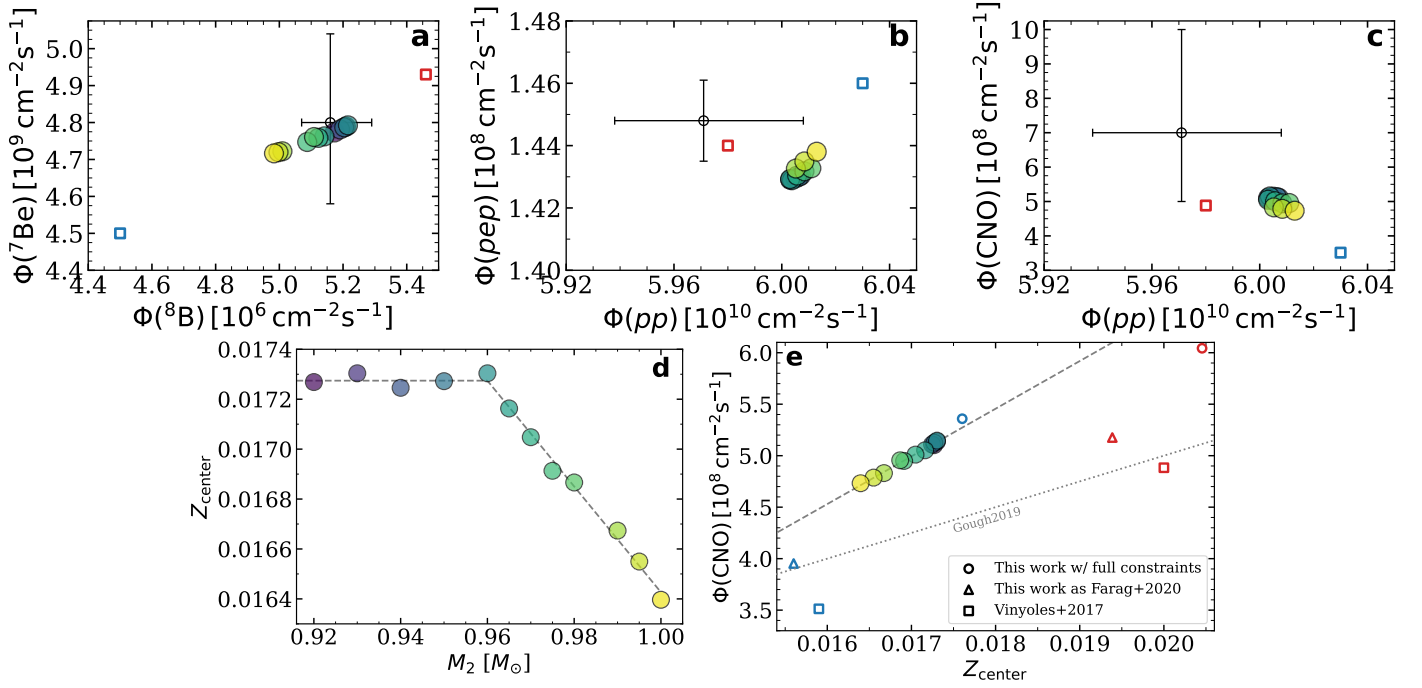 a
5.0
4.9
4.8
4.7
4.6
4.5
4.4
Φ(⁷Be) [10⁹ cm⁻²s⁻¹]
4.4 4.6 4.8 5.0 5.2 5.4
Φ(⁸B) [10⁶ cm⁻²s⁻¹]
b
1.48
1.46
1.44
1.42
1.40
Φ(pep) [10⁸ cm⁻²s⁻¹]
5.92 5.96 6.00 6.04
Φ(pp) [10¹⁰ cm⁻²s⁻¹]
c
10
9
8
7
6
5
4
3
Φ(CNO) [10⁸ cm⁻²s⁻¹]
5.92 5.96 6.00 6.04
Φ(pp) [10¹⁰ cm⁻²s⁻¹]
d
0.0174
0.0172
0.0170
0.0168
0.0166
0.0164
Z_center
0.92 0.94 0.96 0.98 1.00
M₂ [M_⊙]
e
6.0
5.5
5.0
4.5
4.0
3.5
Φ(CNO) [10⁸ cm⁻²s⁻¹]
Gough2019
This work w/ full constraints
This work as Farag+2020
Vinyoles+2017
0.016 0.017 0.018 0.019 0.020
Z_center